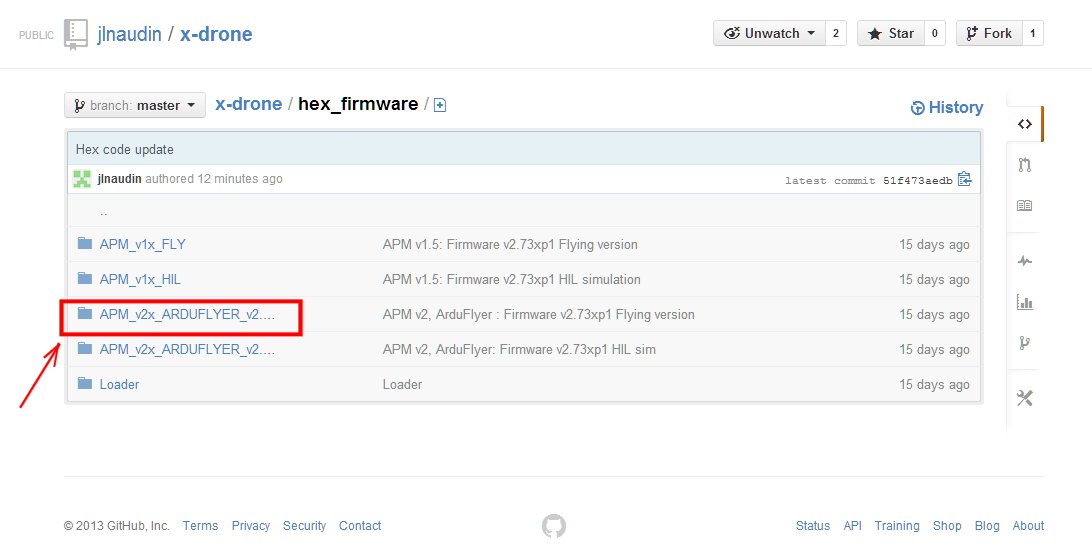 PUBLIC jlnaudin / x-drone Unwatch 2 Star 0 Fork 1
branch: master x-drone / hex_firmware / History
Hex code update
jlnaudin authored 12 minutes ago latest commit 51f473aedb
..
APM_v1x_FLY APM v1.5: Firmware v2.73xp1 Flying version 15 days ago
APM_v1x_HIL APM v1.5: Firmware v2.73xp1 HIL simulation 15 days ago
APM_v2x_ARDUFLYER_v2.... APM v2, ArduFlyer : Firmware v2.73xp1 Flying version 15 days ago
APM_v2x_ARDUFLYER_v2.... APM v2, ArduFlyer: Firmware v2.73xp1 HIL sim 15 days ago
Loader Loader 15 days ago
© 2013 GitHub, Inc. Terms Privacy Security Contact Status API Training Shop Blog About